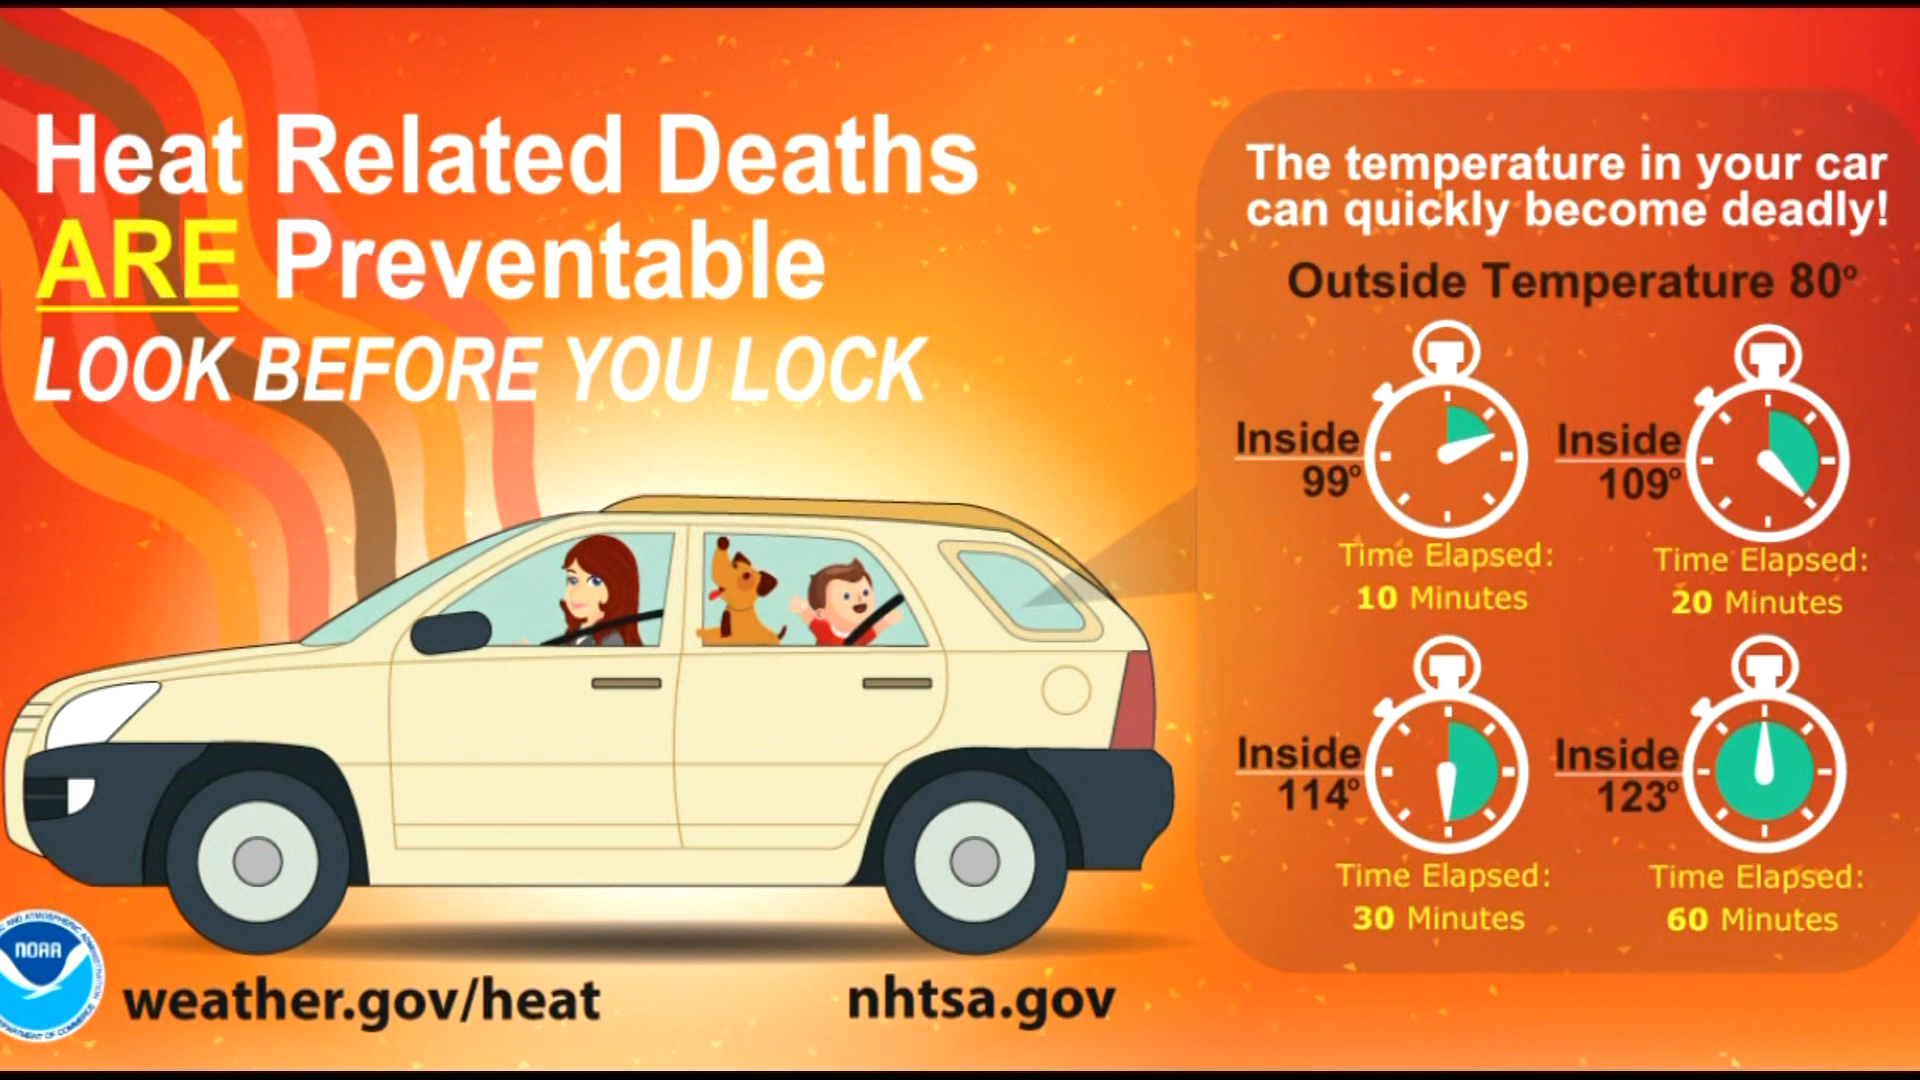 Heat Related Deaths
ARE Preventable
LOOK BEFORE YOU LOCK
The temperature in your car
can quickly become deadly!
Outside Temperature 80°
Inside
99°
Time Elapsed:
10 Minutes
Inside
109°
Time Elapsed:
20 Minutes
Inside
114°
Time Elapsed:
30 Minutes
Inside
123°
Time Elapsed:
60 Minutes
NOAA
weather.gov/heat
nhtsa.gov